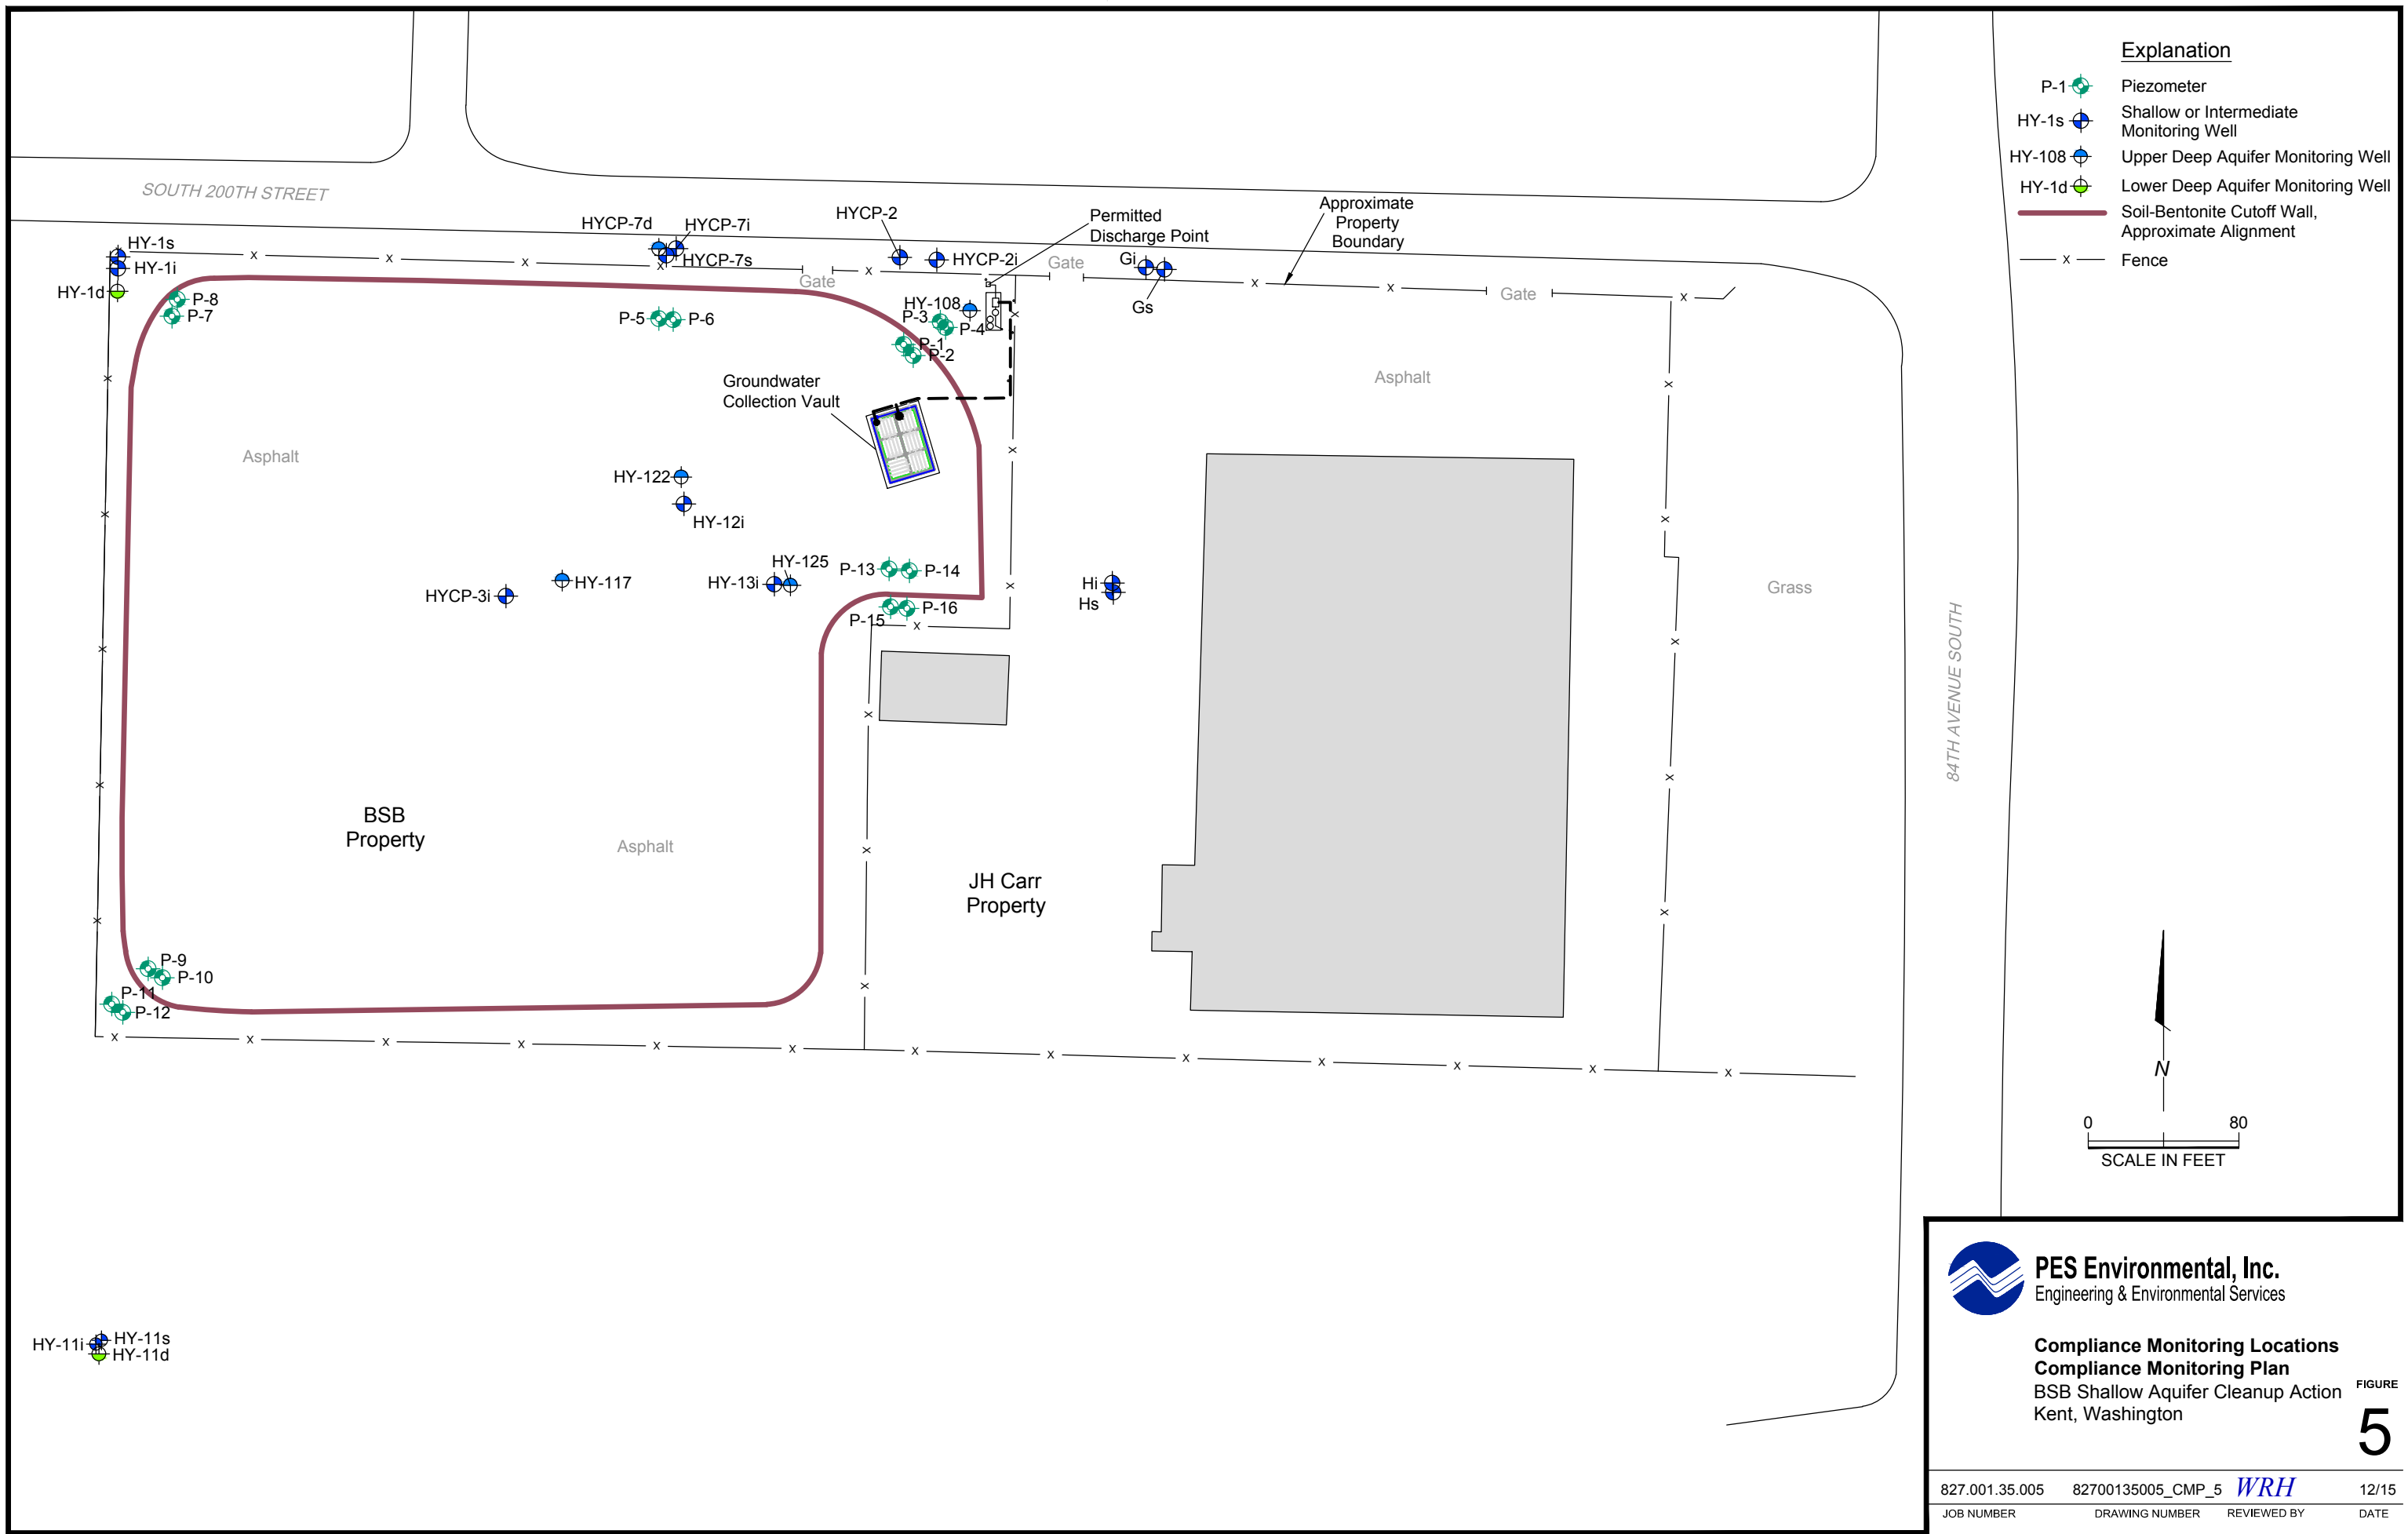 Explanation
P-1
Piezometer
HY-1s
Shallow or Intermediate
Monitoring Well
HY-108
Upper Deep Aquifer Monitoring Well
HY-1d
Lower Deep Aquifer Monitoring Well
Soil-Bentonite Cutoff Wall,
Approximate Alignment
x
Fence
SOUTH 200TH STREET
HY-1s
HY-1i
HY-1d
P-8
P-7
HYCP-7d
HYCP-7i
HYCP-7s
HYCP-2
HYCP-2i
Permitted
Discharge Point
Approximate
Property
Boundary
Gate
Gate
Gate
Gi
Gs
HY-108
P-3
P-4
P-1
P-2
P-5
P-6
Groundwater
Collection Vault
Asphalt
Asphalt
HY-122
HY-12i
HY-125
HY-13i
HY-117
HYCP-3i
P-13
P-14
P-15
P-16
Hi
Hs
Grass
84TH AVENUE SOUTH
BSB
Property
Asphalt
JH Carr
Property
P-9
P-10
P-11
P-12
HY-11i
HY-11s
HY-11d
N
0
80
SCALE IN FEET
PES Environmental, Inc.
Engineering & Environmental Services
Compliance Monitoring Locations
Compliance Monitoring Plan
BSB Shallow Aquifer Cleanup Action
Kent, Washington
FIGURE
5
827.001.35.005
82700135005_CMP_5
WRH
12/15
JOB NUMBER
DRAWING NUMBER
REVIEWED BY
DATE